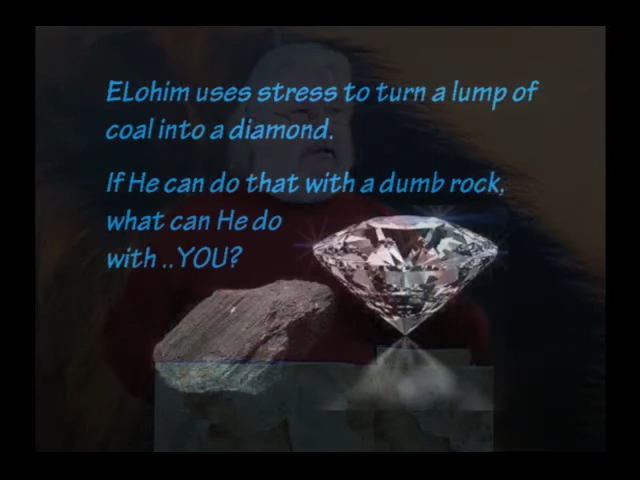 ELohim uses stress to turn a lump of
coal into a diamond.
If He can do that with a dumb rock,
what can He do
with ..YOU?